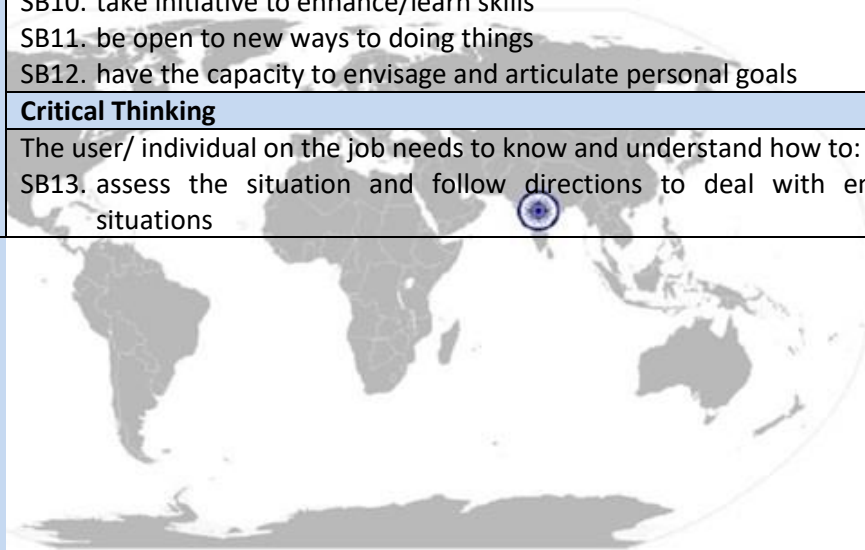 SB10. take initiative to enhance/learn skills
SB11. be open to new ways to doing things
SB12. have the capacity to envisage and articulate personal goals
Critical Thinking
The user/ individual on the job needs to know and understand how to:
SB13. assess the situation and follow directions to deal with
situations